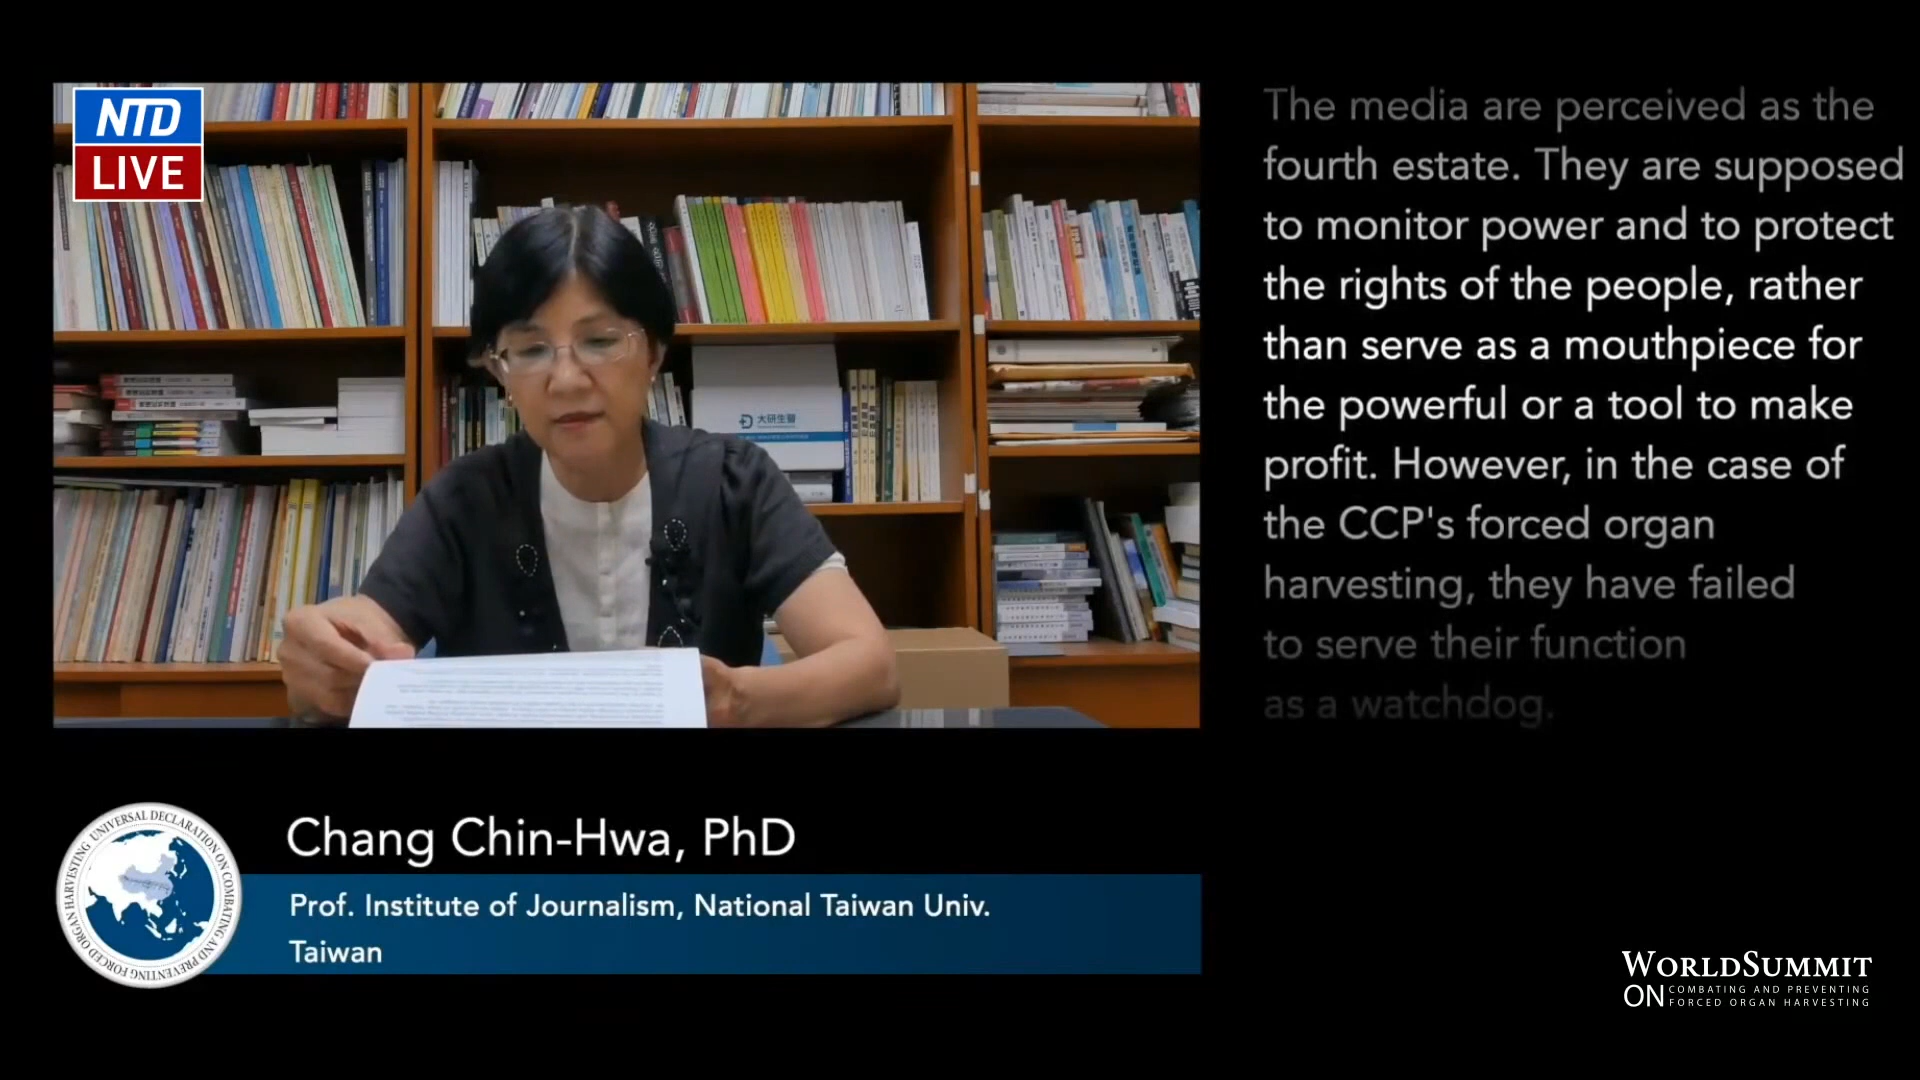 NTD
LIVE
大研生醫
The media are perceived as the
fourth estate. They are supposed
to monitor power and to protect
the rights of the people, rather
than serve as a mouthpiece for
the powerful or a tool to make
profit. However, in the case of
the CCP's forced organ
harvesting, they have failed
to serve their function
as a watchdog.
UNIVERSAL DECLARATION ON COMBATING AND PREVENTING FORCED ORGAN HARVESTING
Chang Chin-Hwa, PhD
Prof. Institute of Journalism, National Taiwan Univ.
Taiwan
WORLDSUMMIT
ON COMBATING AND PREVENTING
FORCED ORGAN HARVESTING